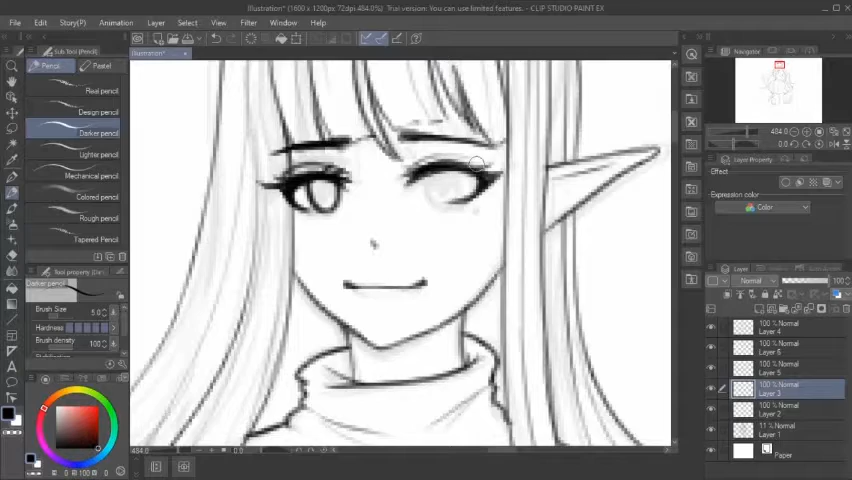 Illustration* (1600 x 1200px 72dpi 484.0%) Trial version: You can use limited features. - CLIP STUDIO PAINT EX
File Edit Story(P) Animation Layer Select View Filter Window Help
Sub Tool (Pencil)
Illustration*
Navigator
Pencil Pastel
Real pencil
Design pencil
Darker pencil
Lighter pencil
Mechanical pencil
Colored pencil
Rough pencil
Tapered Pencil
484.0
0.0
Layer Property
Effect
Expression color
Color
Darker pencil
Brush Size 5.0
Hardness
Brush density 100
Layer
Normal 100
100 % Normal
Layer 4
100 % Normal
Layer 6
100 % Normal
Layer 5
100 % Normal
Layer 3
100 % Normal
Layer 2
11 % Normal
Layer 1
Paper
484.0 0.0